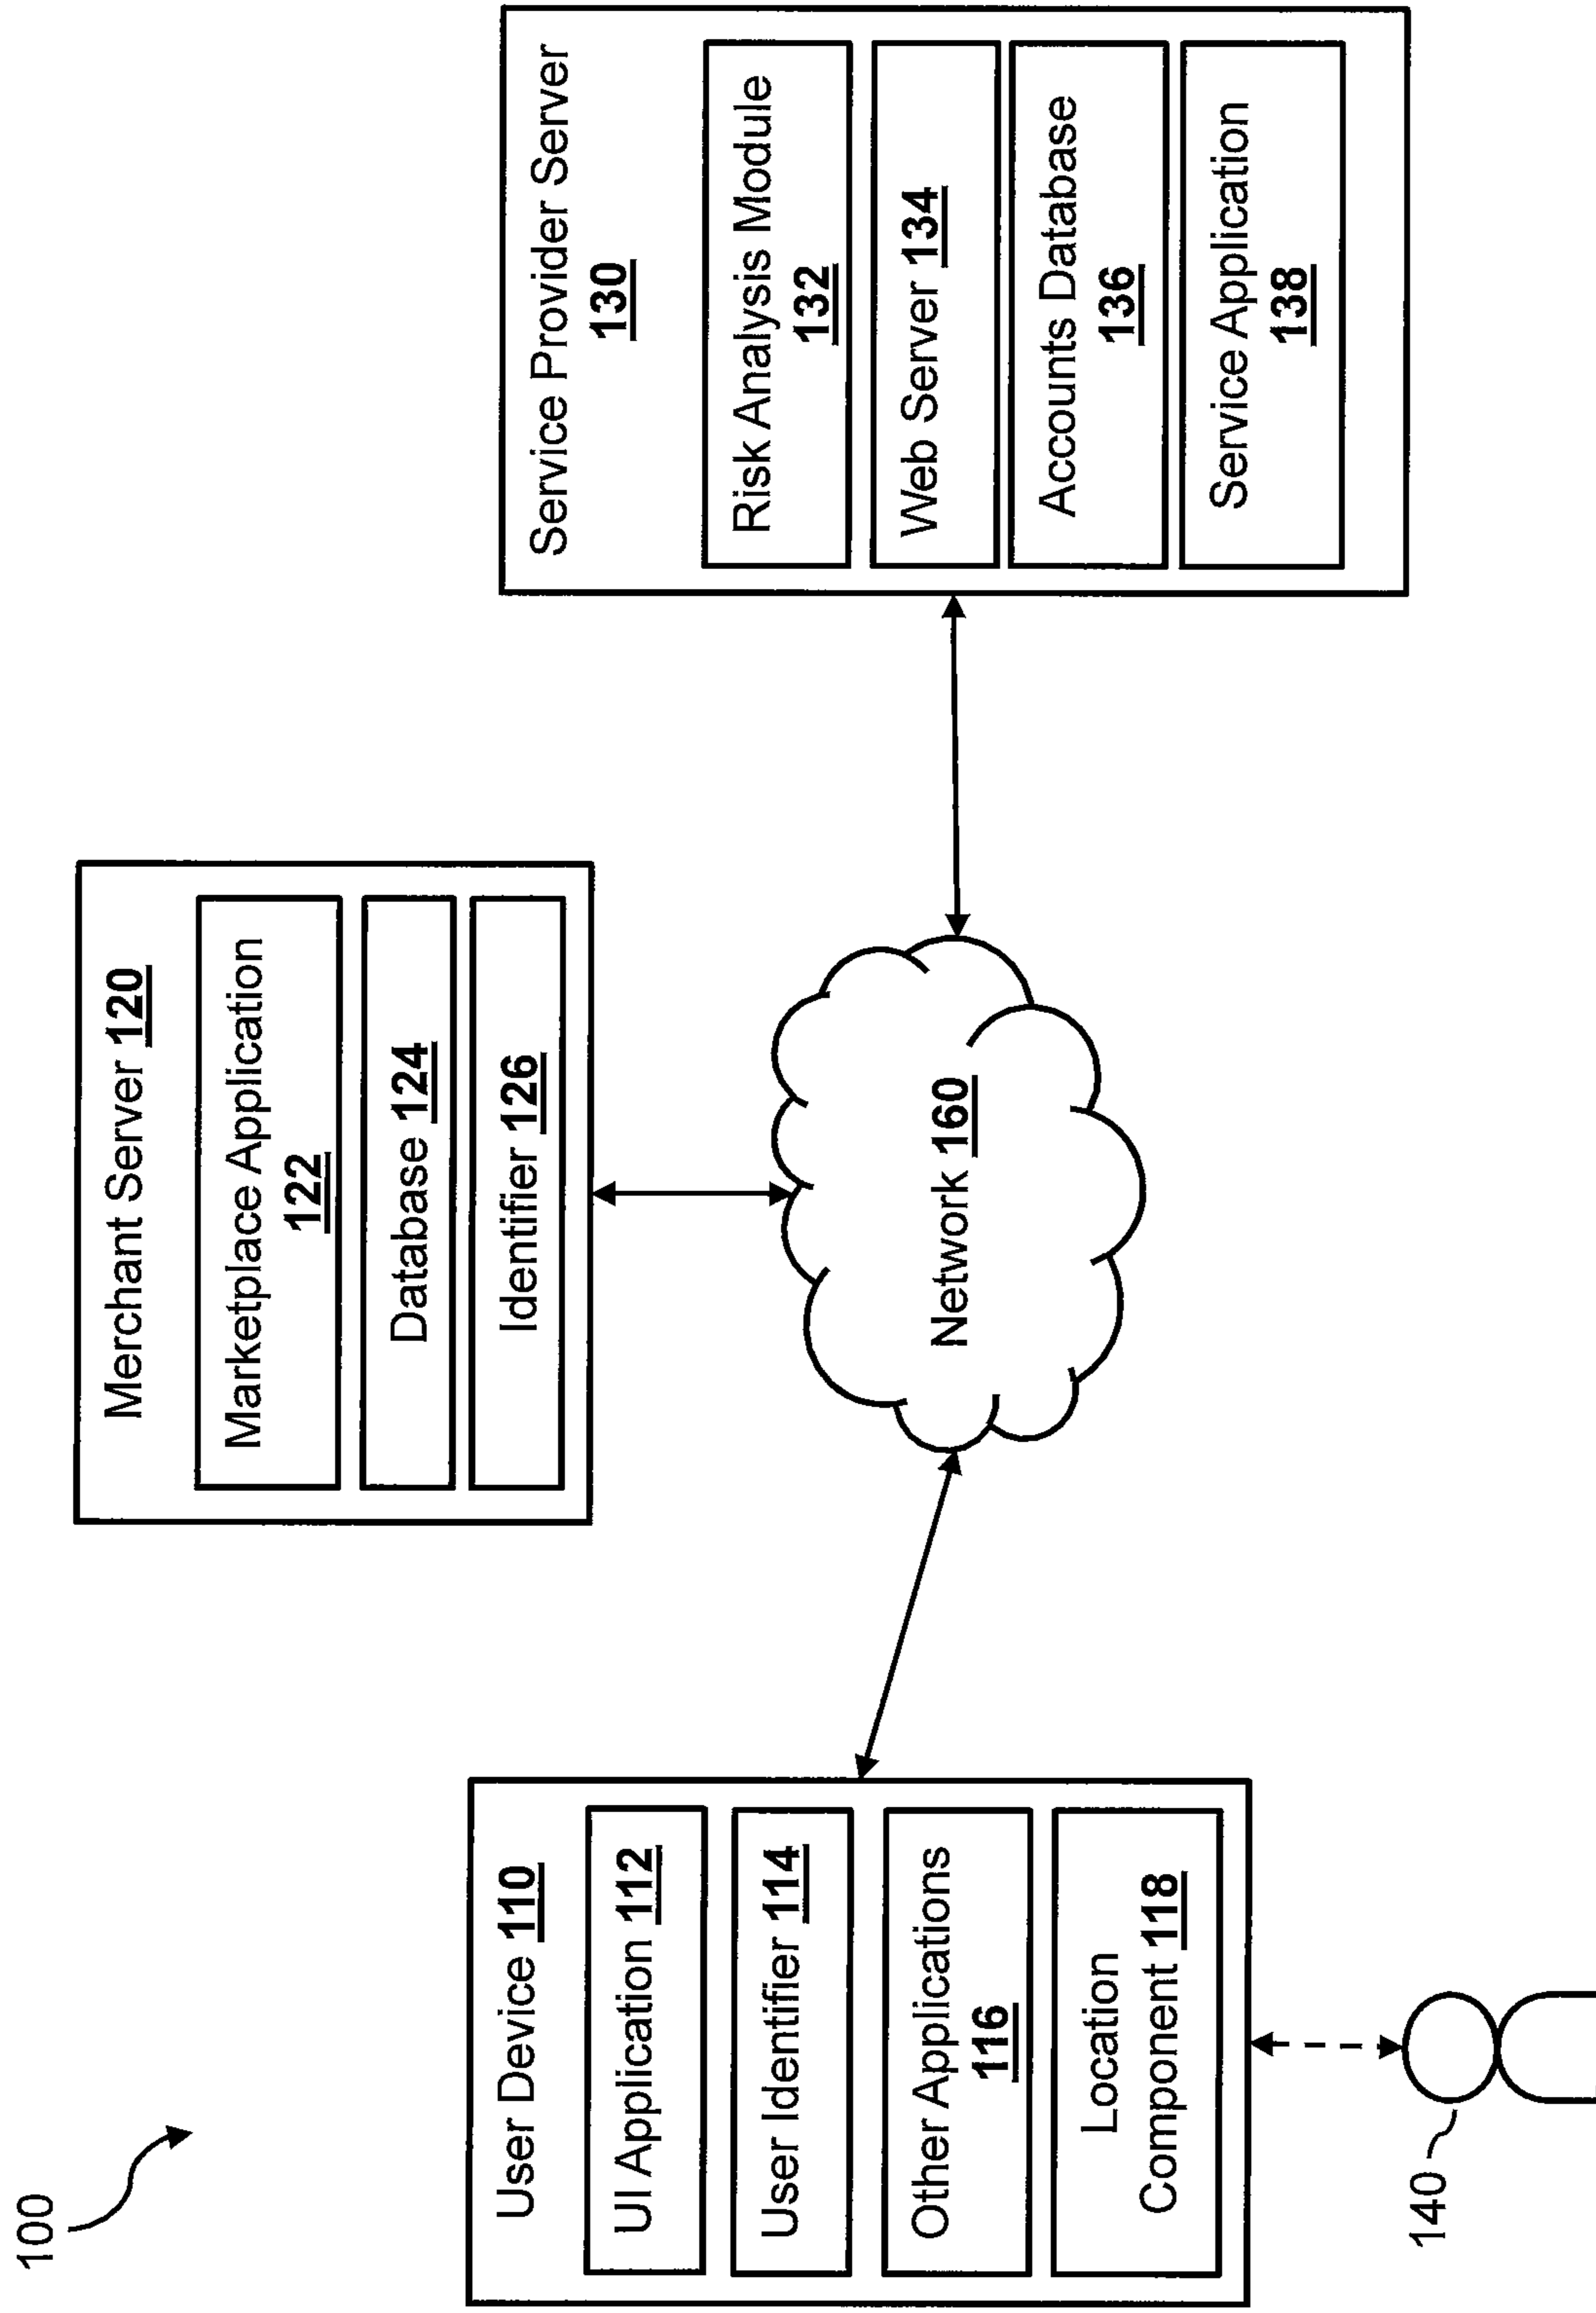 100
Merchant Server 120
Marketplace Application
122
Database 124
Identifier 126
User Device 110
UI Application 112
User Identifier 114
Other Applications
116
Location
Component 118
Network 160
Service Provider Server
130
Risk Analysis Module
132
Web Server 134
Accounts Database
136
Service Application
138
140